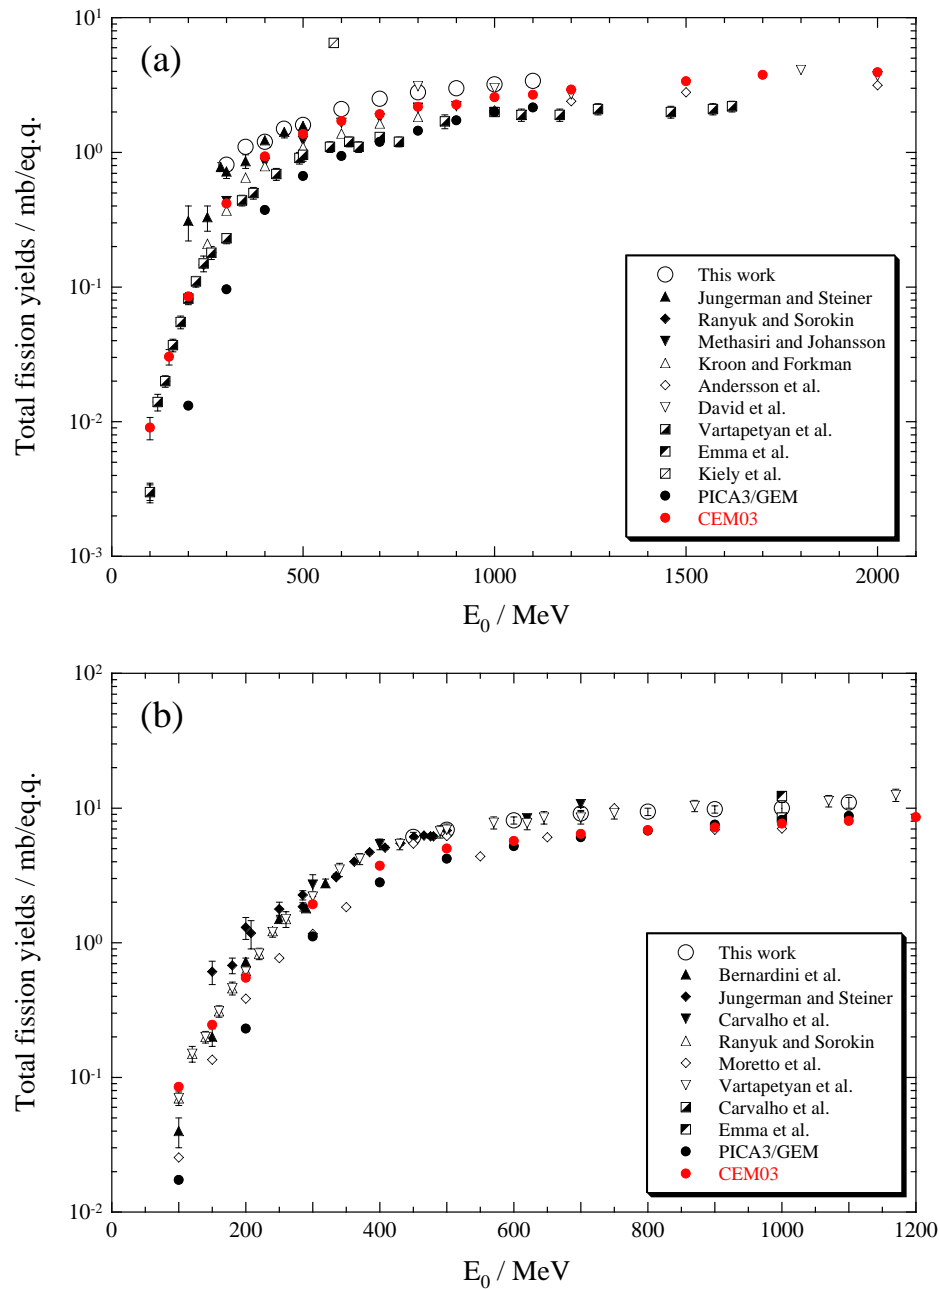 (a)
10^1
10^0
10^-1
10^-2
10^-3
Total fission yields / mb/eq.q.
This work
Jungerman and Steiner
Ranyuk and Sorokin
Methasiri and Johansson
Kroon and Forkman
Andersson et al.
David et al.
Vartapetyan et al.
Emma et al.
Kiely et al.
PICA3/GEM
CEM03
0 500 1000 1500 2000
E_0 / MeV
(b)
10^2
10^1
10^0
10^-1
10^-2
Total fission yields / mb/eq.q.
This work
Bernardini et al.
Jungerman and Steiner
Carvalho et al.
Ranyuk and Sorokin
Moretto et al.
Vartapetyan et al.
Carvalho et al.
Emma et al.
PICA3/GEM
CEM03
0 200 400 600 800 1000 1200
E_0 / MeV